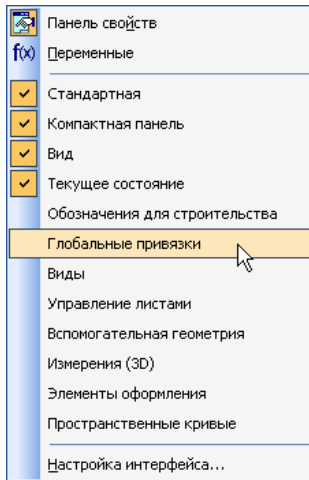 Панель свойств
f(x) Переменные
Стандартная
Компактная панель
Вид
Текущее состояние
Обозначения для строительства
Глобальные привязки
Виды
Управление листами
Вспомогательная геометрия
Измерения (3D)
Элементы оформления
Пространственные кривые
Настройка интерфейса...